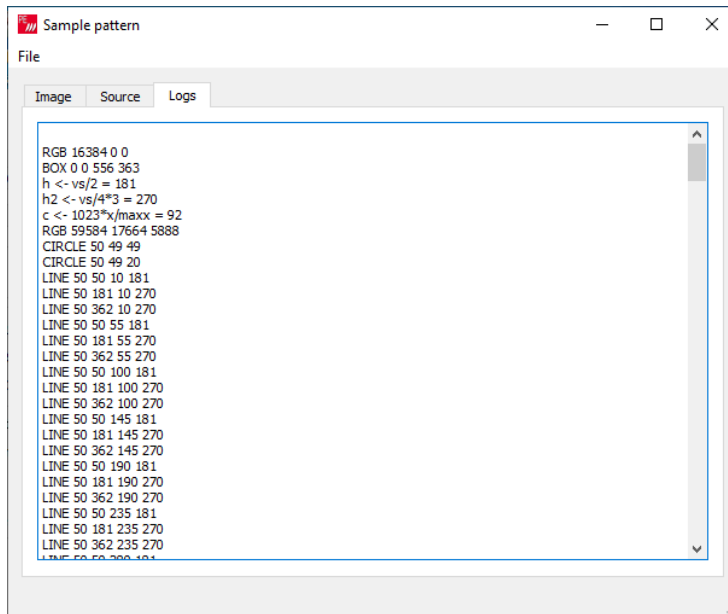 Sample pattern
File
Image Source Logs
RGB 16384 0 0
BOX 0 0 556 363
h <- vs/2 = 181
h2 <- vs/4*3 = 270
c <- 1023*x/maxx = 92
RGB 59584 17664 5888
CIRCLE 50 49 49
CIRCLE 50 49 20
LINE 50 50 10 181
LINE 50 181 10 270
LINE 50 362 10 270
LINE 50 50 55 181
LINE 50 181 55 270
LINE 50 362 55 270
LINE 50 50 100 181
LINE 50 181 100 270
LINE 50 362 100 270
LINE 50 50 145 181
LINE 50 181 145 270
LINE 50 362 145 270
LINE 50 50 190 181
LINE 50 181 190 270
LINE 50 362 190 270
LINE 50 50 235 181
LINE 50 181 235 270
LINE 50 362 235 270